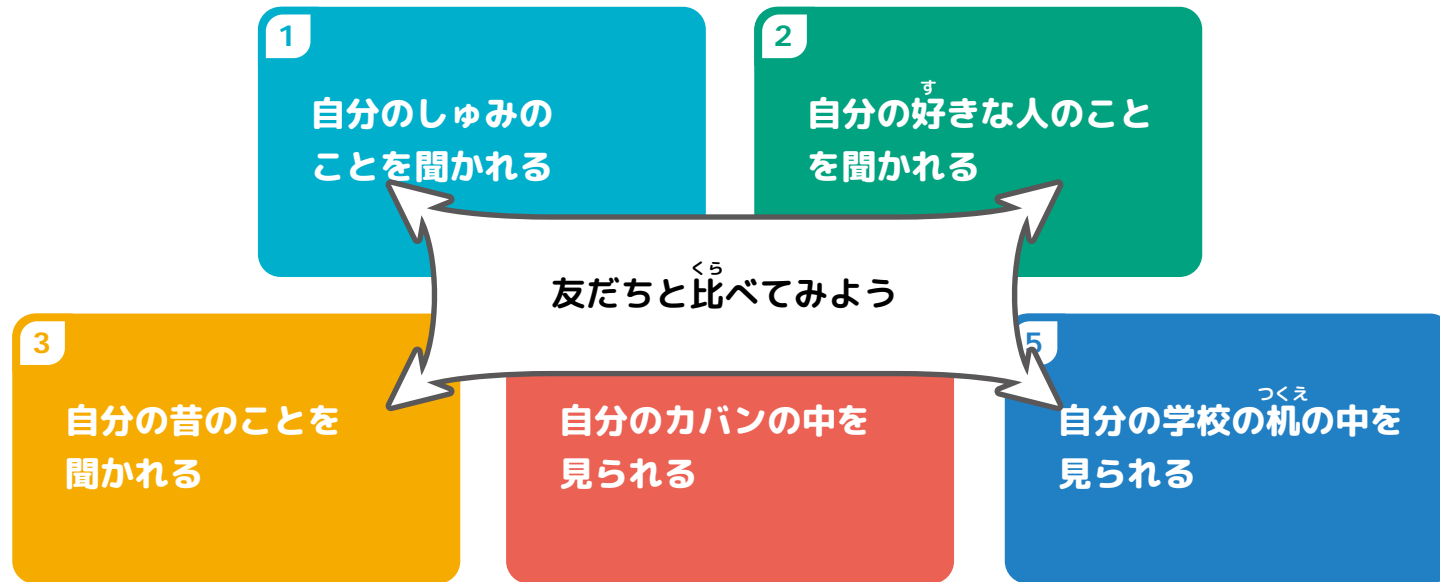 1
自分のしゅみの
ことを聞かれる
2
自分の好きな人のこと
す
を聞かれる
友だちと比べてみよう
くら
3
自分の昔のことを
聞かれる
自分のカバンの中を
見られる
5
自分の学校の机の中を
つくえ
見られる